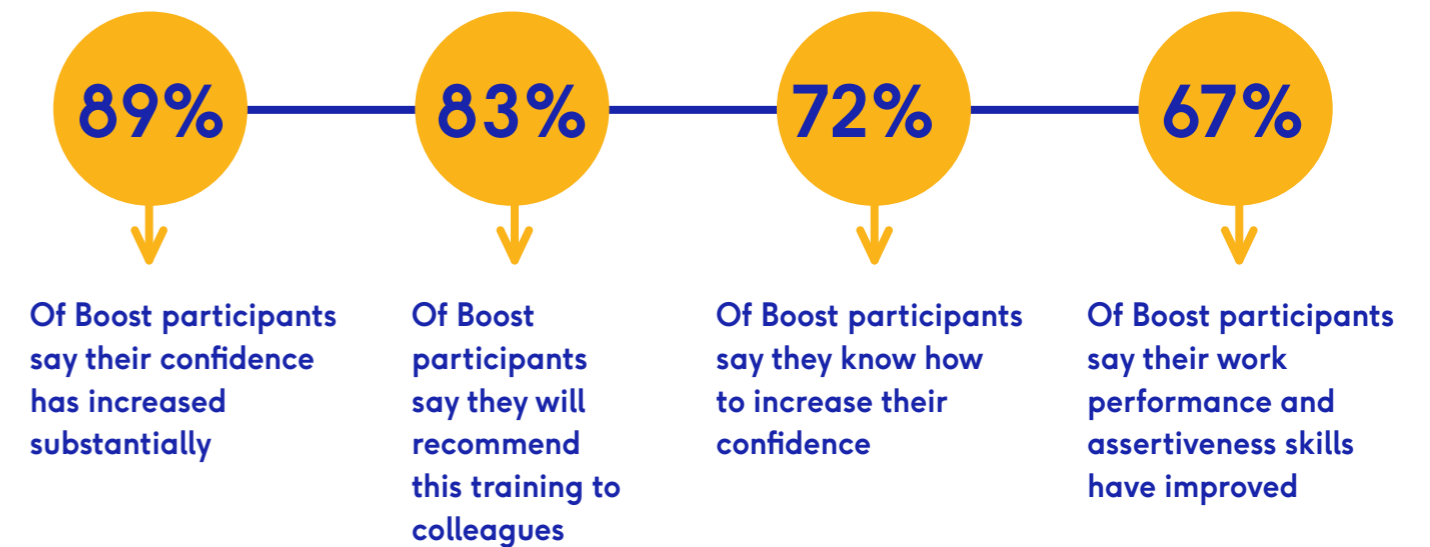 89%
83%
72%
67%
Of Boost participants
say their confidence
has increased
substantially
Of Boost
participants
say they will
recommend
this training to
colleagues
Of Boost participants
say they know how
to increase their
confidence
Of Boost participants
say their work
performance and
assertiveness skills
have improved